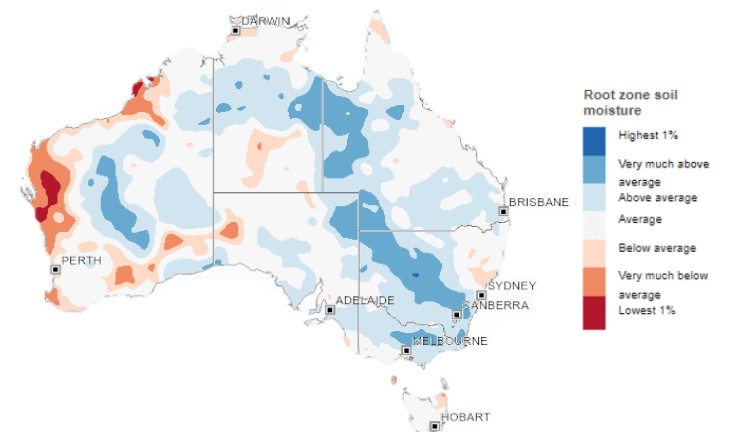 DARWIN
BRISBANE
PERTH
SYDNEY
ADELAIDE
CANBERRA
MELBOURNE
HOBART
Root zone soil
moisture
Highest 1%
Very much above
average
Above average
Average
Below average
Very much below
average
Lowest 1%